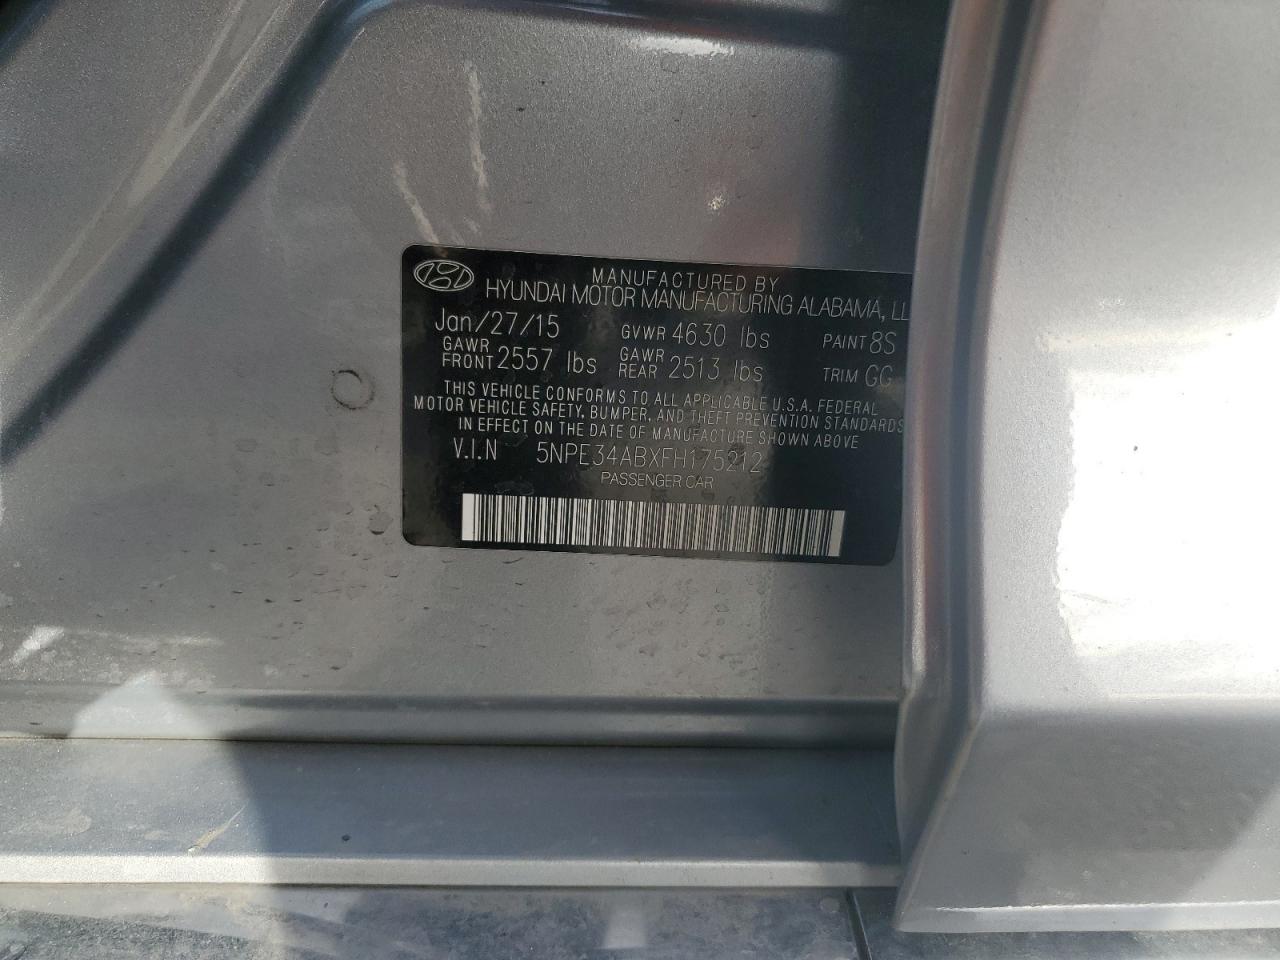 MANUFACTURED BY
HYUNDAI MOTOR MANUFACTURING ALABAMA, LL
Jan/27/15 GVWR 4630 lbs PAINT 8S
GAWR FRONT 2557 lbs GAWR REAR 2513 lbs TRIM GG
THIS VEHICLE CONFORMS TO ALL APPLICABLE U.S.A. FEDERAL
MOTOR VEHICLE SAFETY, BUMPER, AND THEFT PREVENTION STANDARDS
IN EFFECT ON THE DATE OF MANUFACTURE SHOWN ABOVE
V.I.N 5NPE34ABXFH175212
PASSENGER CAR